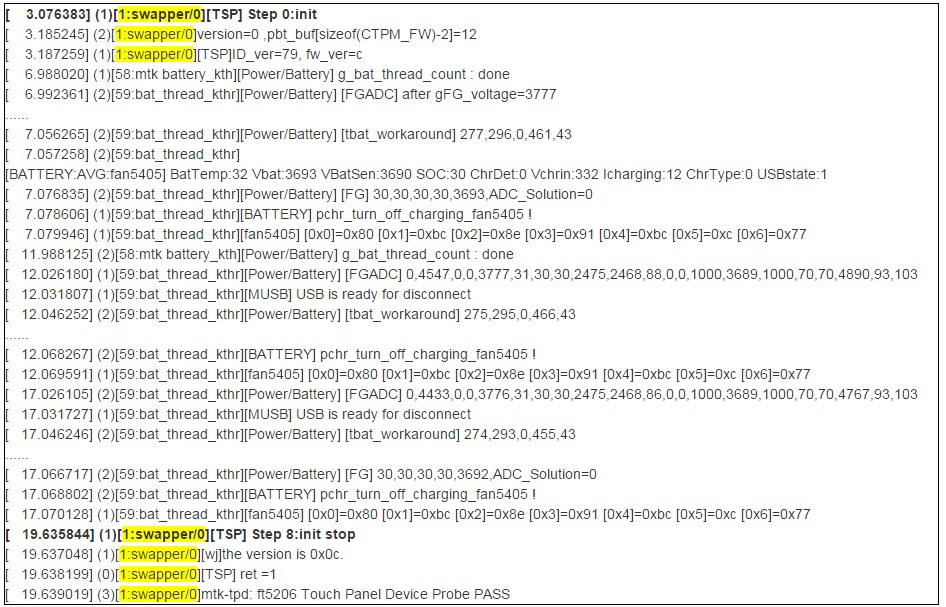 [    3.076383] (1)[1:swapper/0][TSP] Step 0:init
[    3.185245] (2)[1:swapper/0]version=0 ,pbt_buf[sizeof(CTPM_FW)-2]=12
[    3.187259] (1)[1:swapper/0][TSP]ID_ver=79, fw_ver=c
[    6.988020] (1)[58:mtk battery_kth][Power/Battery] g_bat_thread_count : done
[    6.992361] (2)[59:bat_thread_kthr][Power/Battery] [FGADC] after gFG_voltage=3777
......
[    7.056265] (2)[59:bat_thread_kthr][Power/Battery] [tbat_workaround] 277,296,0,461,43
[    7.057258] (2)[59:bat_thread_kthr]
[BATTERY:AVG:fan5405] BatTemp:32 Vbat:3693 VBatSen:3690 SOC:30 ChrDet:0 Vchrin:332 Icharging:12 ChrType:0 USBstate:1
[    7.076835] (2)[59:bat_thread_kthr][Power/Battery] [FG] 30,30,30,30,3693,ADC_Solution=0
[    7.078606] (1)[59:bat_thread_kthr][BATTERY] pchr_turn_off_charging_fan5405 !
[    7.079946] (1)[59:bat_thread_kthr][fan5405] [0x0]=0x80 [0x1]=0xbc [0x2]=0x8e [0x3]=0x91 [0x4]=0xbc [0x5]=0xc [0x6]=0x77
[   11.988125] (2)[58:mtk battery_kth][Power/Battery] g_bat_thread_count : done
[   12.026180] (1)[59:bat_thread_kthr][Power/Battery] [FGADC] 0,4547,0,0,3777,31,30,30,2475,2468,88,0,0,1000,3689,1000,70,70,4890,93,103
[   12.031807] (1)[59:bat_thread_kthr][MUSB] USB is ready for disconnect
[   12.046252] (2)[59:bat_thread_kthr][Power/Battery] [tbat_workaround] 275,295,0,466,43
......
[   12.068267] (2)[59:bat_thread_kthr][BATTERY] pchr_turn_off_charging_fan5405 !
[   12.069591] (1)[59:bat_thread_kthr][fan5405] [0x0]=0x80 [0x1]=0xbc [0x2]=0x8e [0x3]=0x91 [0x4]=0xbc [0x5]=0xc [0x6]=0x77
[   17.026105] (2)[59:bat_thread_kthr][Power/Battery] [FGADC] 0,4433,0,0,3776,31,30,30,2475,2468,86,0,0,1000,3689,1000,70,70,4767,93,103
[   17.031727] (1)[59:bat_thread_kthr][MUSB] USB is ready for disconnect
[   17.046246] (2)[59:bat_thread_kthr][Power/Battery] [tbat_workaround] 274,293,0,455,43
......
[   17.066717] (2)[59:bat_thread_kthr][Power/Battery] [FG] 30,30,30,30,3692,ADC_Solution=0
[   17.068802] (2)[59:bat_thread_kthr][BATTERY] pchr_turn_off_charging_fan5405 !
[   17.070128] (1)[59:bat_thread_kthr][fan5405] [0x0]=0x80 [0x1]=0xbc [0x2]=0x8e [0x3]=0x91 [0x4]=0xbc [0x5]=0xc [0x6]=0x77
[   19.635844] (1)[1:swapper/0][TSP] Step 8:init stop
[   19.637048] (1)[1:swapper/0][wj]the version is 0x0c.
[   19.638199] (0)[1:swapper/0][TSP] ret =1
[   19.639019] (3)[1:swapper/0]mtk-tpd: ft5206 Touch Panel Device Probe PASS